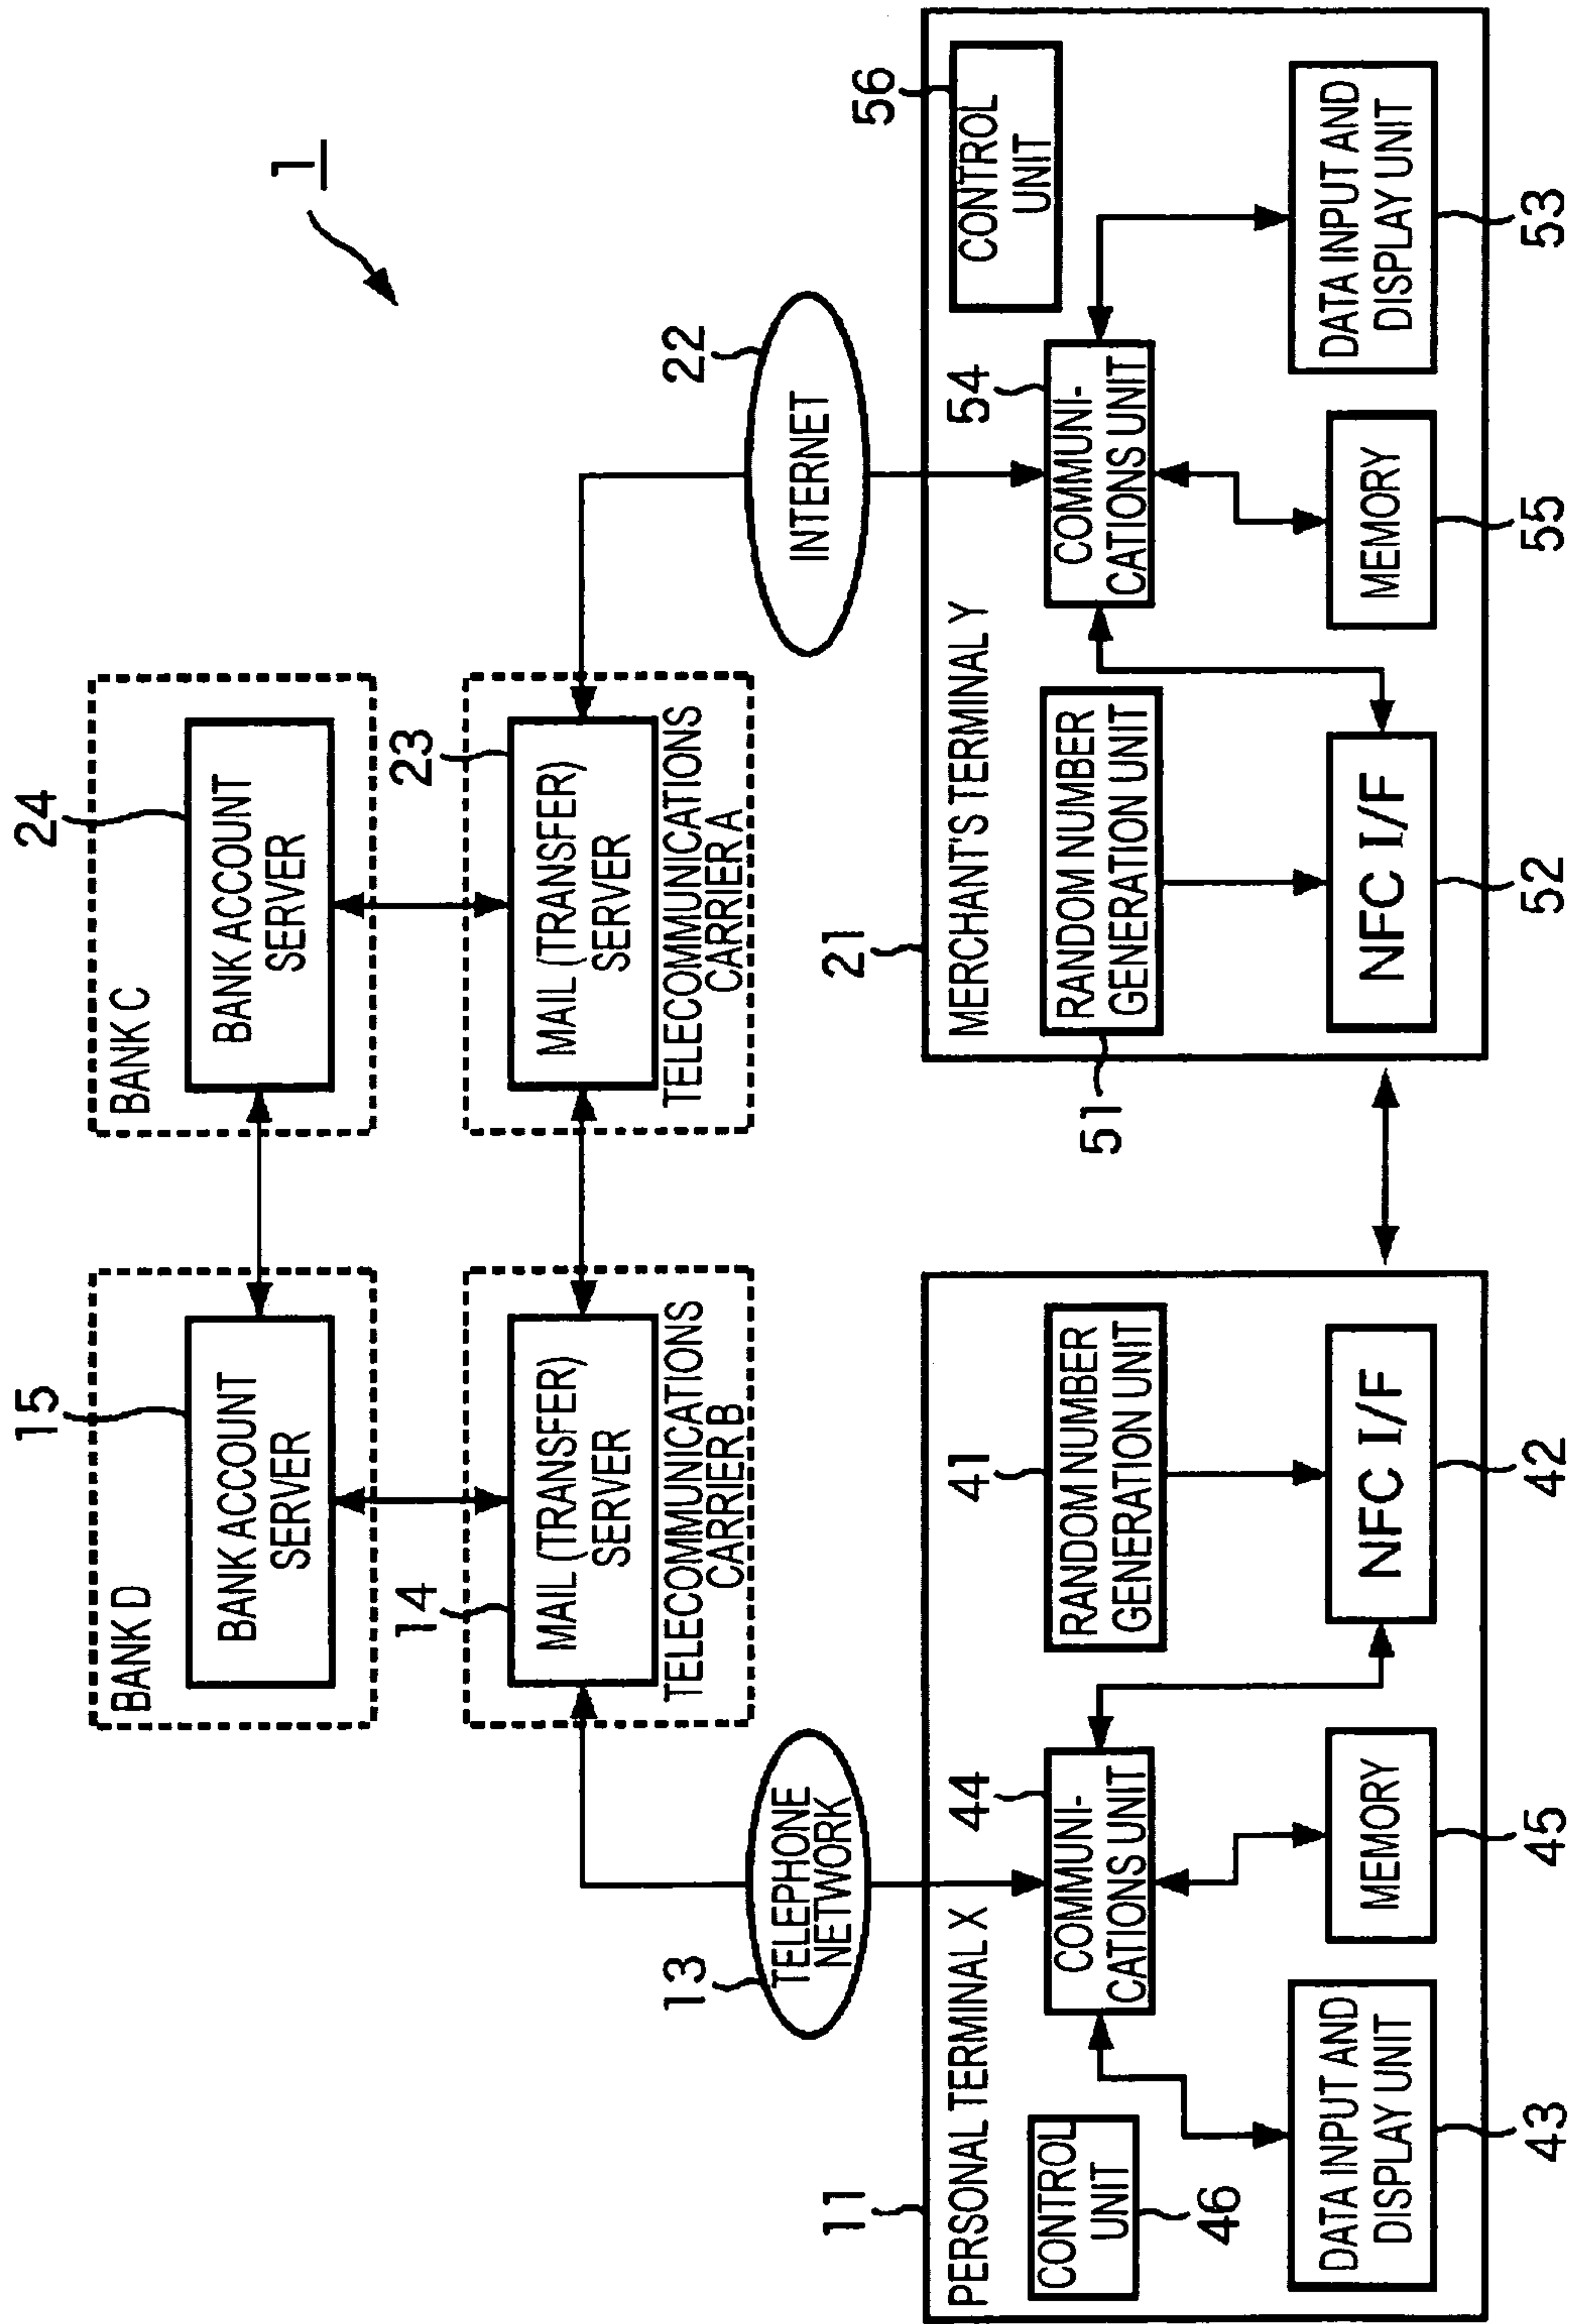 1
15
BANK D
BANK ACCOUNT
SERVER
24
BANK C
BANK ACCOUNT
SERVER
14
MAIL (TRANSFER)
SERVER
TELECOMMUNICATIONS
CARRIER B
23
MAIL (TRANSFER)
SERVER
TELECOMMUNICATIONS
CARRIER A
13
TELEPHONE
NETWORK
22
INTERNET
11
PERSONAL TERMINAL X
CONTROL
UNIT
46
44
COMMUNI-
CATIONS UNIT
41
RANDOM NUMBER
GENERATION UNIT
DATA INPUT AND
DISPLAY UNIT
43
MEMORY
45
NFC I/F
42
21
MERCHANT'S TERMINAL Y
RANDOM NUMBER
GENERATION UNIT
51
54
COMMUNI-
CATIONS UNIT
56
CONTROL
UNIT
NFC I/F
52
MEMORY
55
DATA INPUT AND
DISPLAY UNIT
53